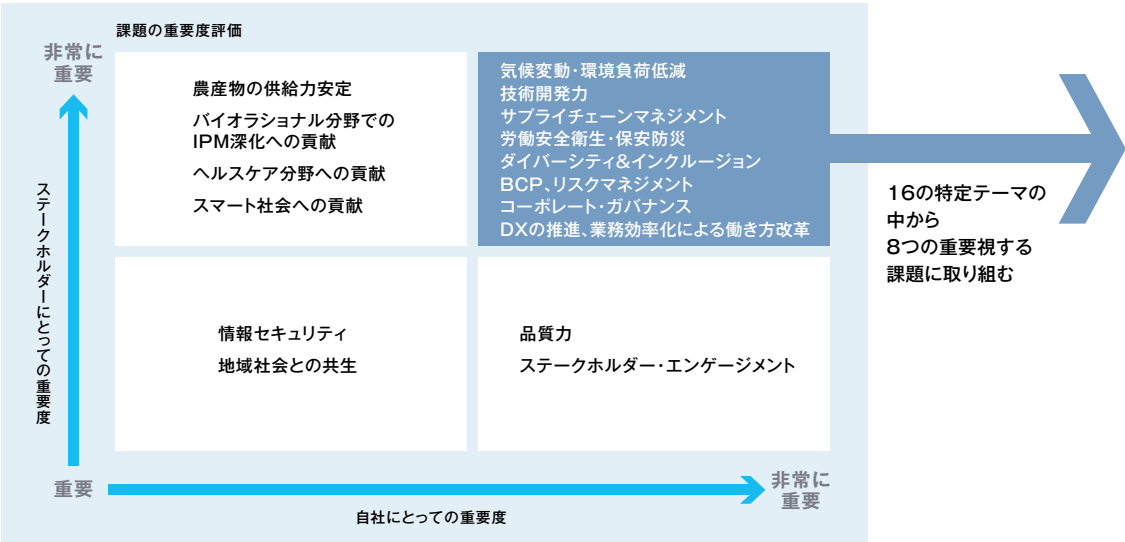 課題の重要度評価
非常に
重要
農産物の供給力安定
バイオラショナル分野での
IPM深化への貢献
ヘルスケア分野への貢献
スマート社会への貢献
気候変動・環境負荷低減
技術開発力
サプライチェーンマネジメント
労働安全衛生・保安防災
ダイバーシティ&インクルージョン
BCP、リスクマネジメント
コーポレート・ガバナンス
DXの推進、業務効率化による働き方改革
16の特定テーマの
中から
8つの重要視する
課題に取り組む
ステークホルダーにとっての重要度
情報セキュリティ
地域社会との共生
品質力
ステークホルダー・エンゲージメント
重要
非常に
重要
自社にとっての重要度